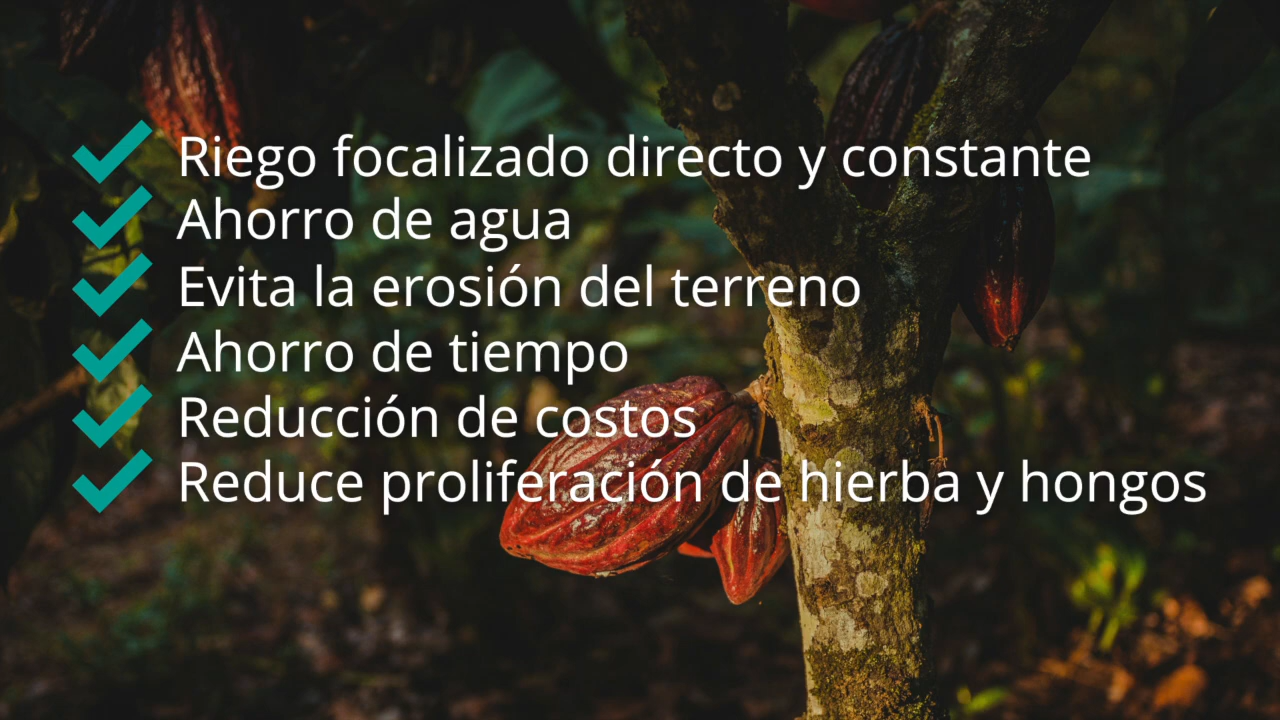 Riego focalizado directo y constante
Ahorro de agua
Evita la erosión del terreno
Ahorro de tiempo
Reducción de costos
Reduce proliferación de hierba y hongos